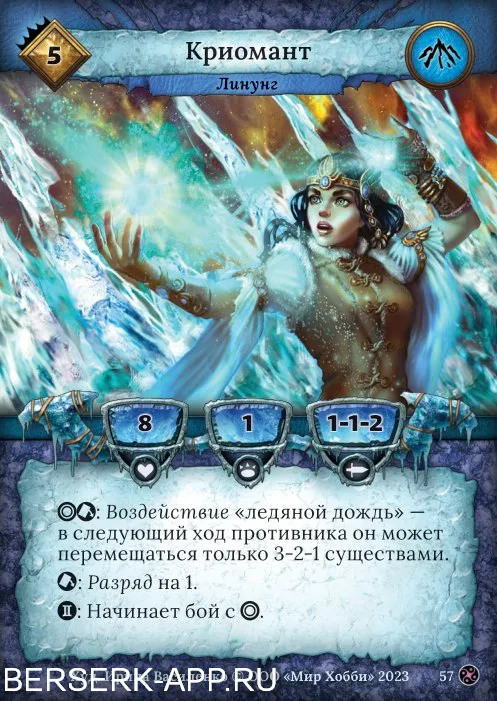 5
Криомант
Линунг
8
1
1-1-2
: Воздействие «ледяной дождь» —
в следующий ход противника он может
перемещаться только 3-2-1 существами.
: Разряд на 1.
II: Начинает бой с .
© ООО «Мир Хобби» 2023
57
BERSERK-APP.RU